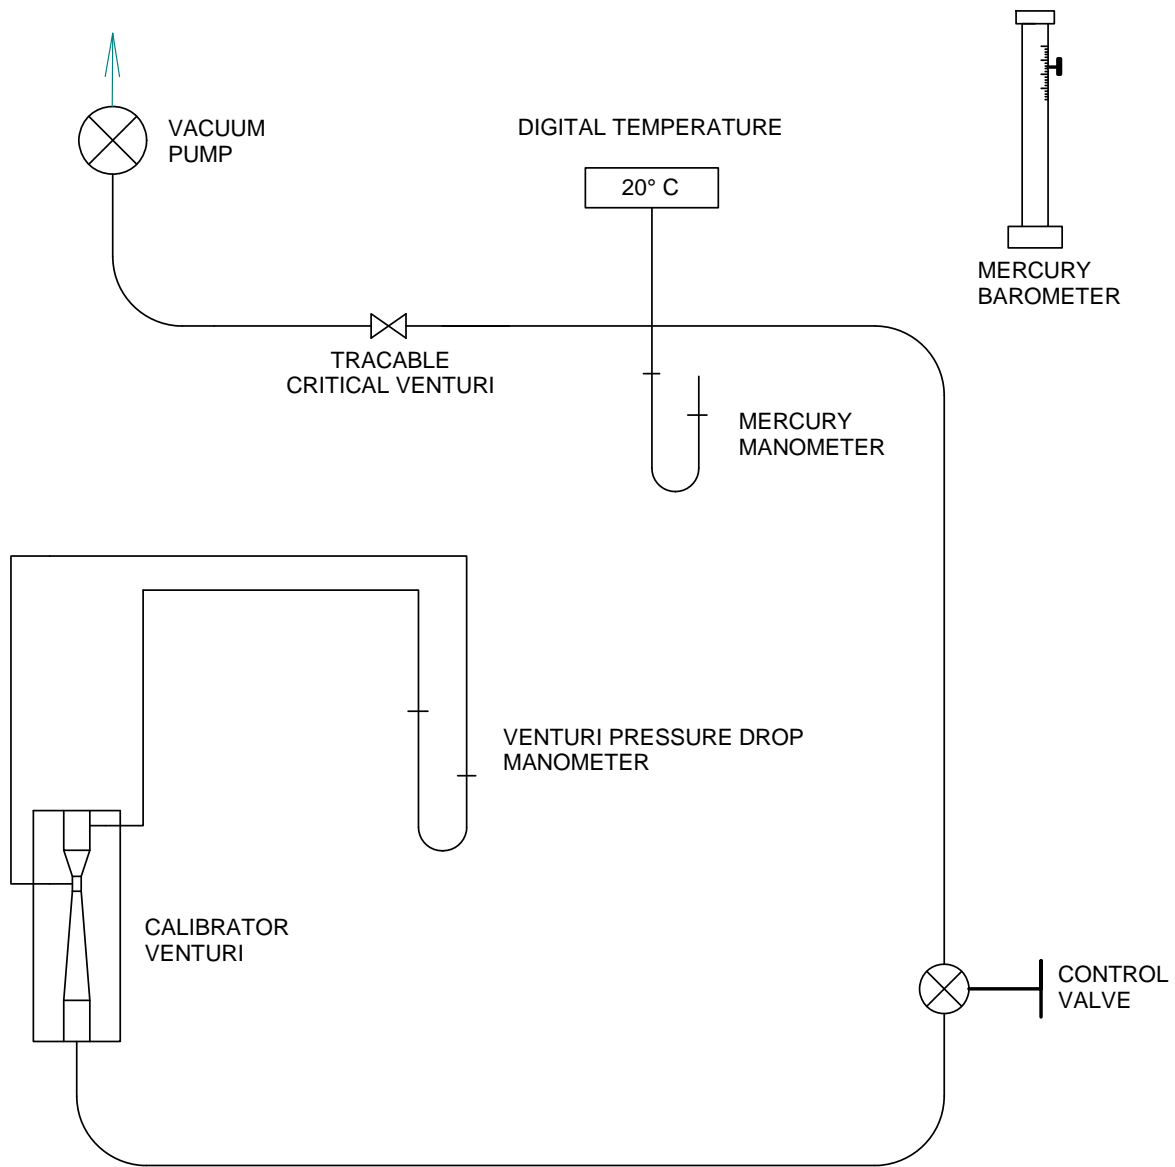 VACUUM
PUMP
DIGITAL TEMPERATURE
20° C
MERCURY
BAROMETER
TRACABLE
CRITICAL VENTURI
MERCURY
MANOMETER
VENTURI PRESSURE DROP
MANOMETER
CALIBRATOR
VENTURI
CONTROL
VALVE